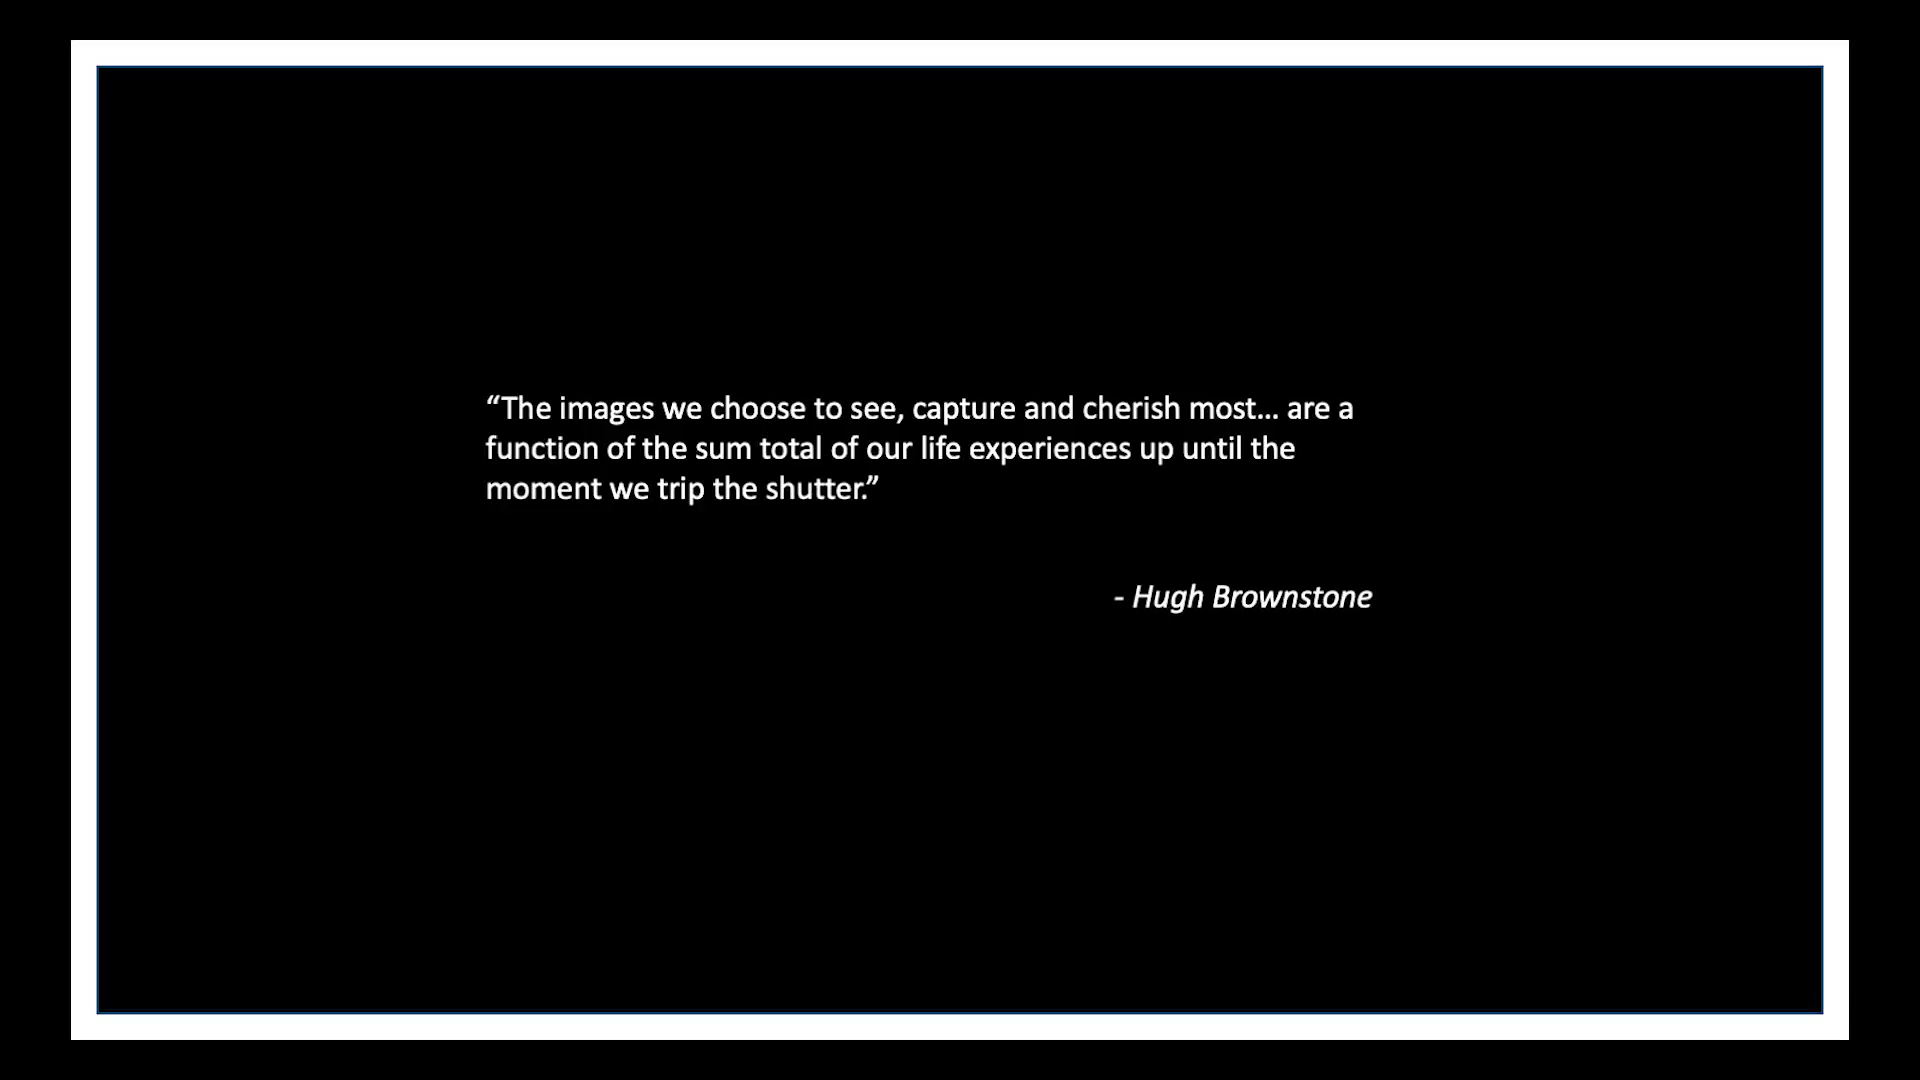 “The images we choose to see, capture and cherish most... are a
function of the sum total of our life experiences up until the
moment we trip the shutter.”
- Hugh Brownstone